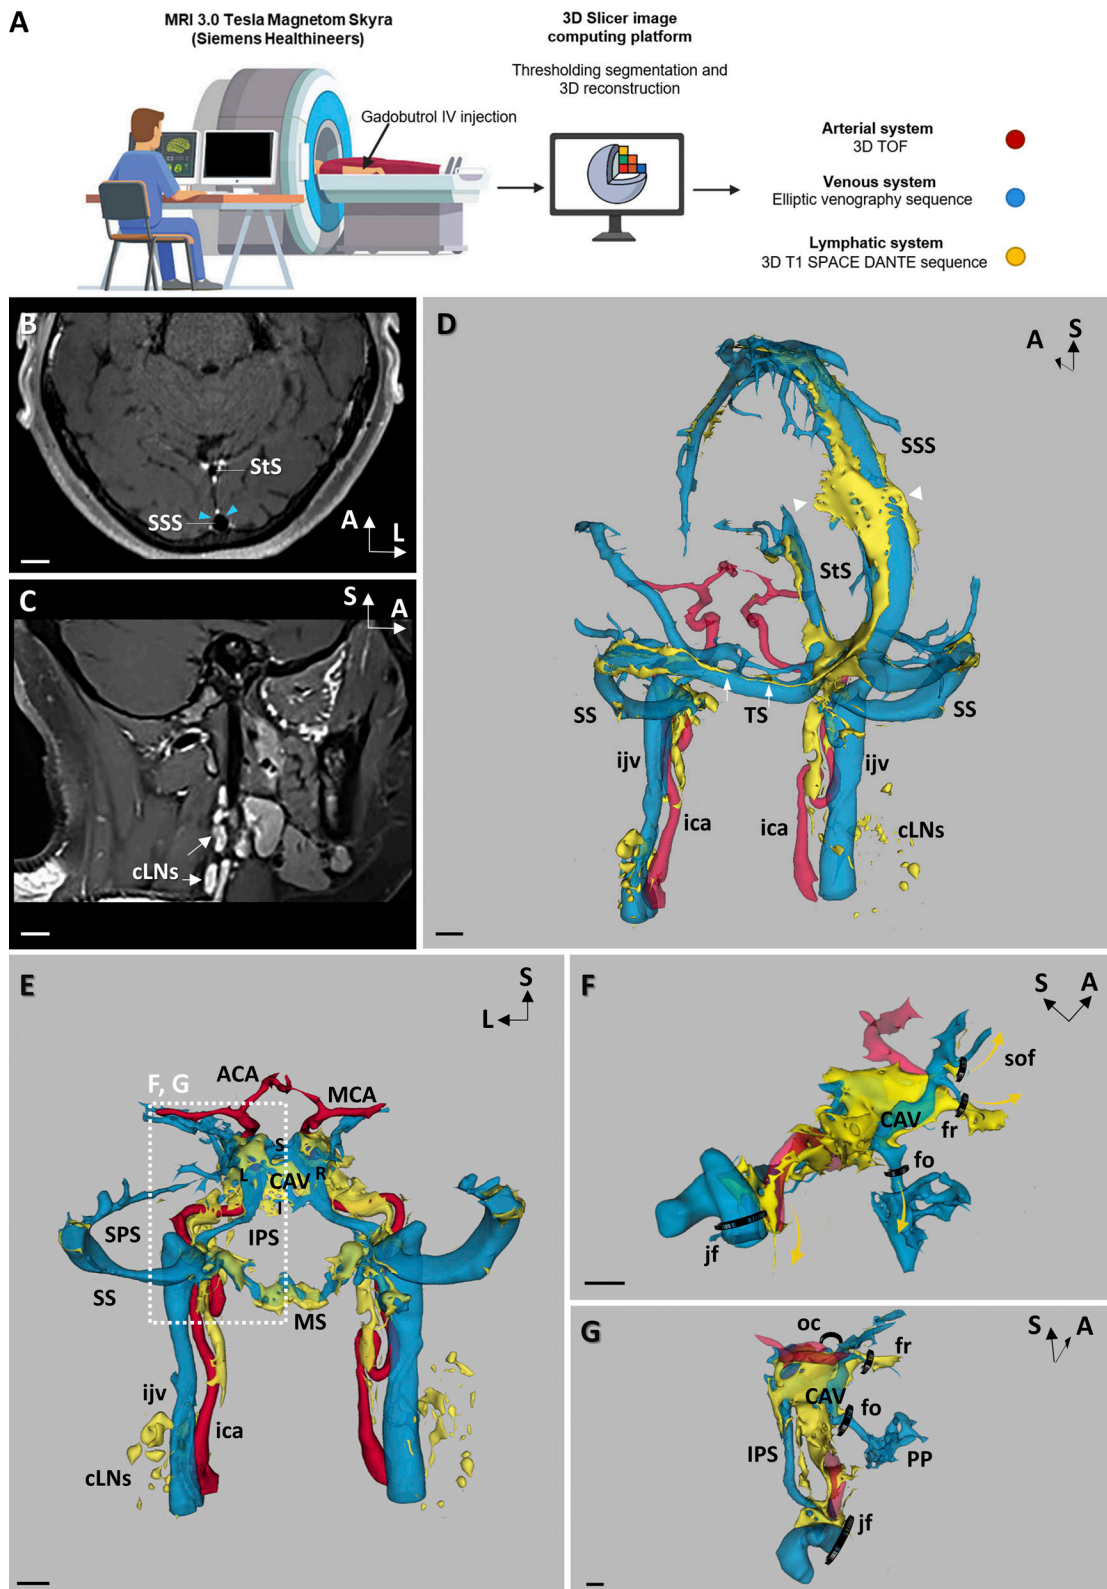 A
MRI 3.0 Tesla Magnetom Skyra
(Siemens Healthineers)
Gadobutrol IV injection
3D Slicer image
computing platform
Thresholding segmentation and
3D reconstruction
Arterial system
3D TOF
Venous system
Elliptic venography sequence
Lymphatic system
3D T1 SPACE DANTE sequence
B
StS
SSS
A
L
C
S
A
cLNs
D
S
A
SSS
StS
SS
TS
SS
ijv
ijv
ica
ica
cLNs
E
S
L
F, G
ACA
MCA
S
L
CAV
R
I
SPS
IPS
SS
MS
ijv
ica
cLNs
F
S
A
sof
CAV
fr
fo
jf
G
S
A
oc
fr
CAV
fo
IPS
PP
jf